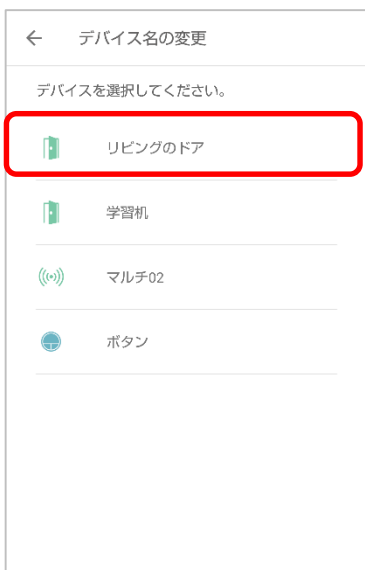 デバイス名の変更
デバイスを選択してください。
リビングのドア
学習机
マルチ02
ボタン